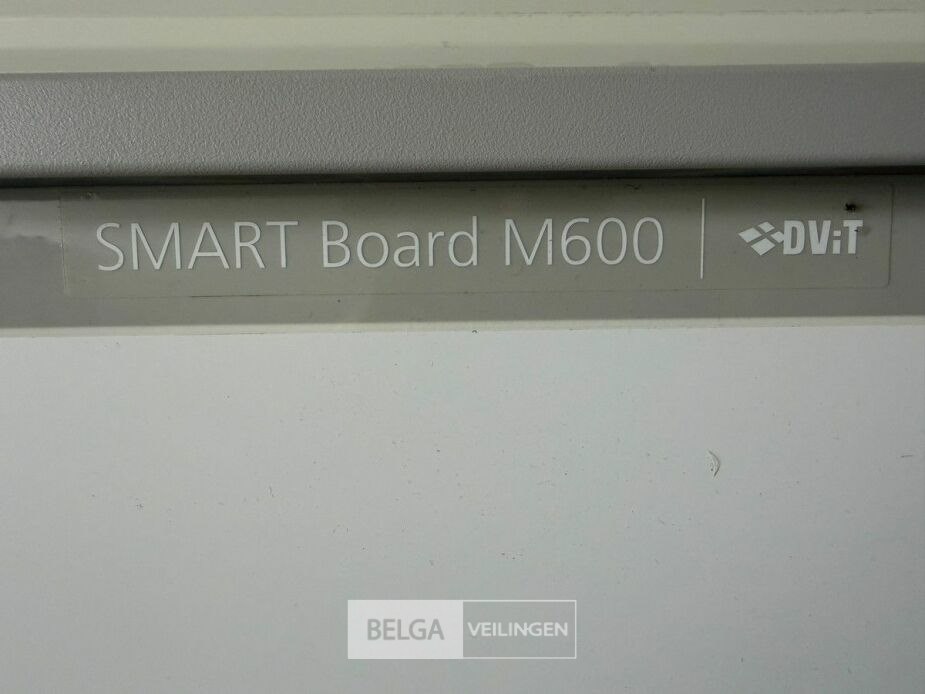 SMART Board M600 | DViT
BELGA VEILINGEN